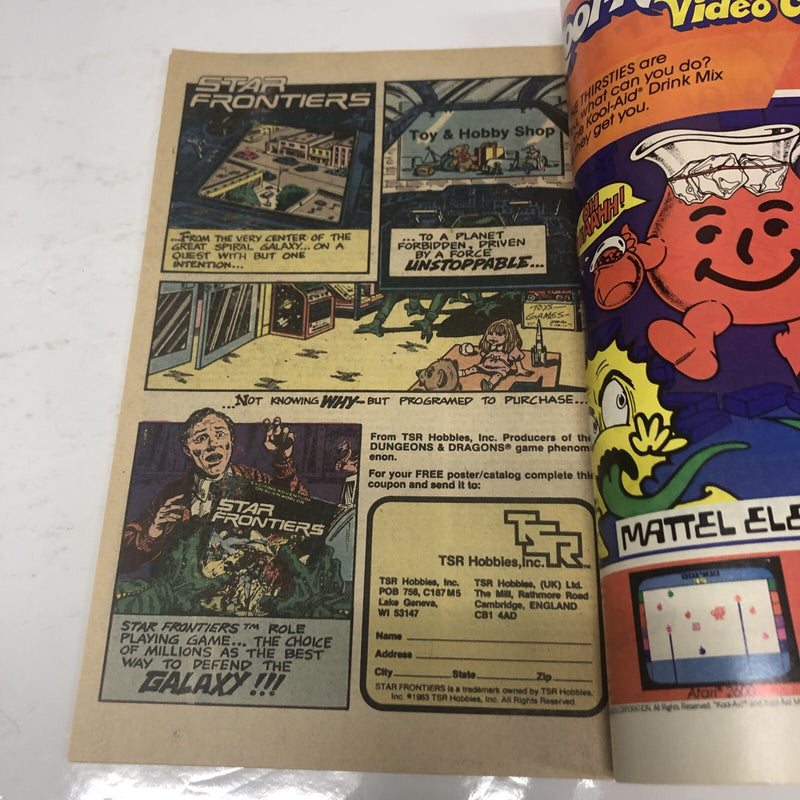 STAR
FRONTIERS
...FROM THE VERY CENTER OF THE
GREAT SPIRAL GALAXY... ON A
QUEST WITH BUT ONE
INTENTION...
Toy & Hobby Shop
... TO A PLANET
FORBIDDEN, DRIVEN
BY A FORCE
UNSTOPPABLE...
TOYS
GAMES
...NOT KNOWING WHY-BUT PROGRAMED TO PURCHASE...
STAR
FRONTIERS
STAR FRONTIERS™ ROLE
PLAYING GAME... THE CHOICE
OF MILLIONS AS THE BEST
WAY TO DEFEND THE
GALAXY!!!
From TSR Hobbies, Inc. Producers of the
DUNGEONS & DRAGONS® game phenom
enon.
For your FREE poster/catalog complete this
coupon and send it to:
TSR
TSR Hobbies, Inc.
TSR Hobbies, Inc.
POB 756, C187M5
Lake Geneva,
WI 53147
TSR Hobbies, (UK) Ltd.
The Mill, Rathmore Road
Cambridge, ENGLAND
CB1 4AD
Name
Address
City State Zip
STAR FRONTIERS is a trademark owned by TSR Hobbies,
Inc. ©1983 TSR Hobbies, Inc. All Rights Reserved.
Video
THIRSTIES are
what can you do?
Kool-Aid® Drink Mix
they get you.
OH
MATTEL ELE
Atari® 2600